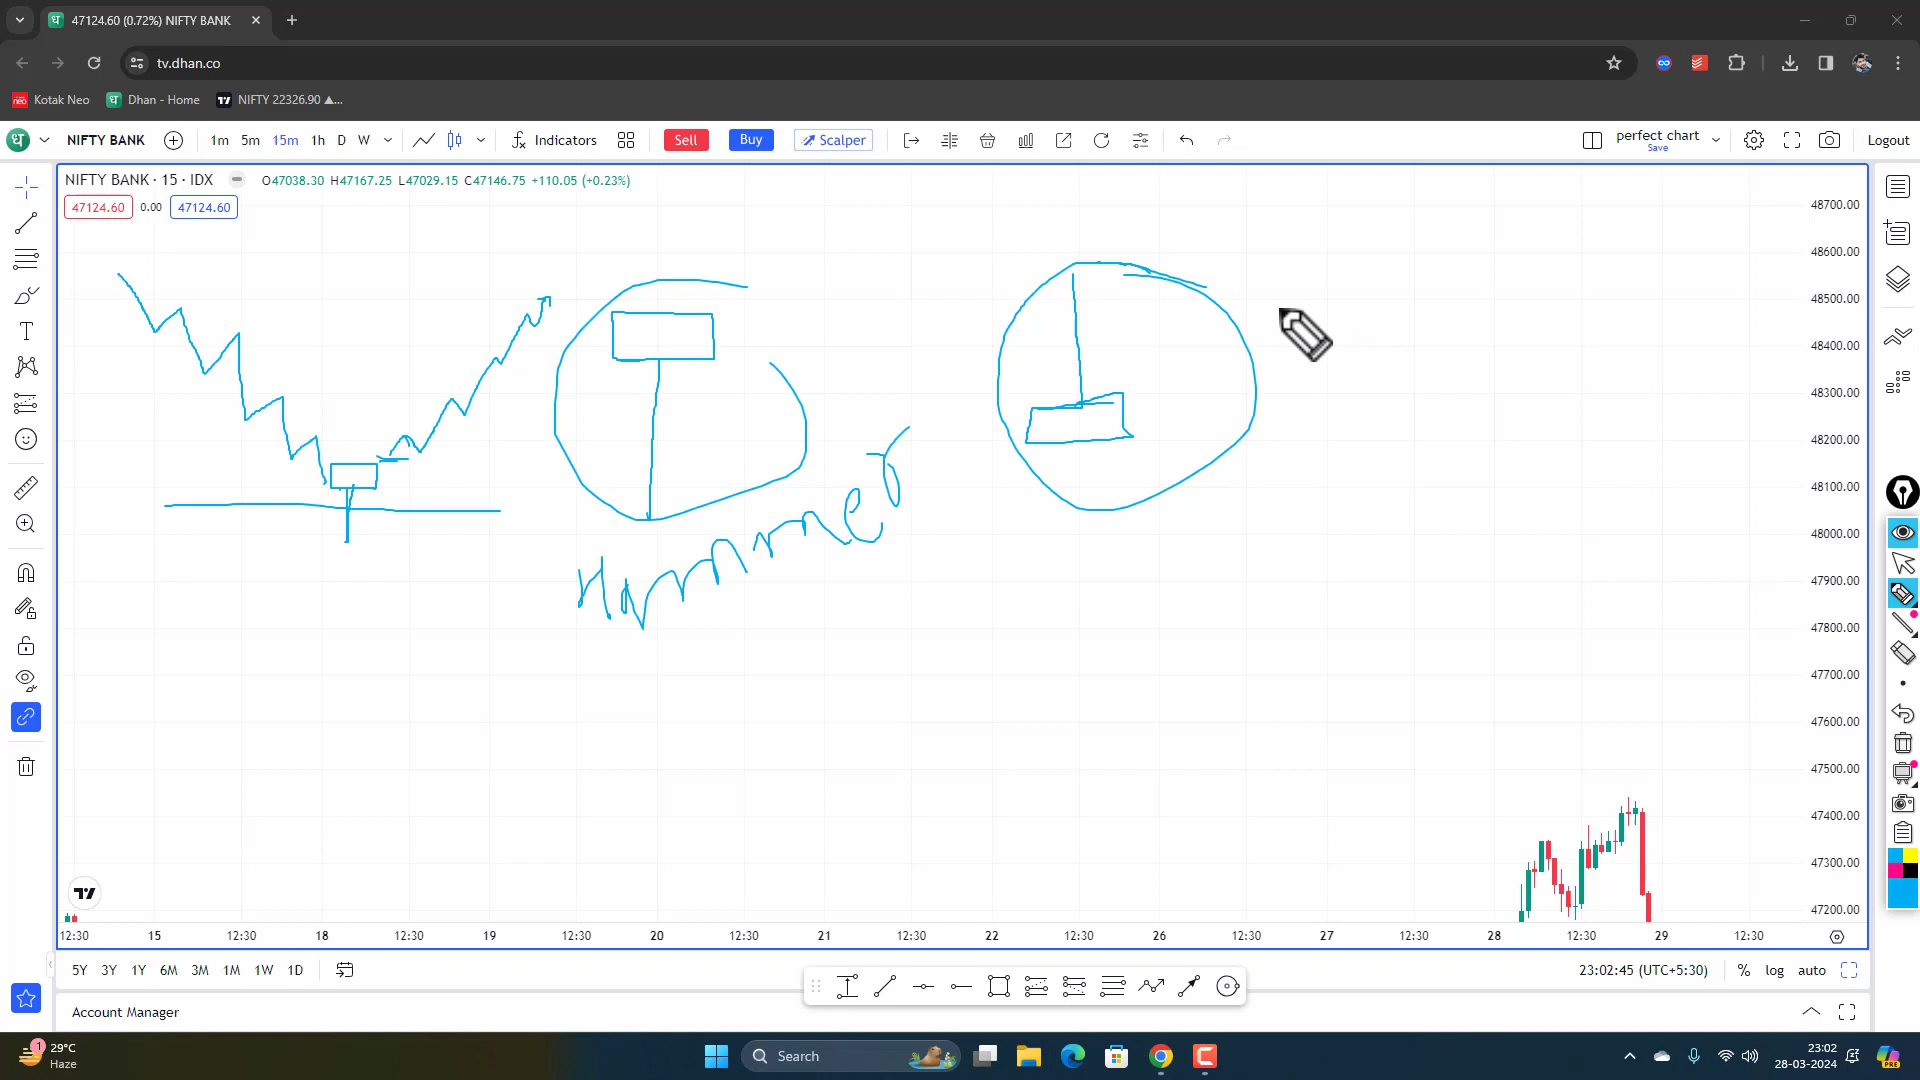 47124.60 (0.72%) NIFTY BANK
tv.dhan.co
neo Kotak Neo
ध Dhan - Home
NIFTY 22326.90 ▲...
ध NIFTY BANK 1m 5m 15m 1h D W Indicators Sell Buy Scalper
perfect chart
Save
Logout
NIFTY BANK · 15 · IDX O47038.30 H47167.25 L47029.15 C47146.75 +110.05 (+0.23%)
47124.60 0.00 47124.60
48700.00
48600.00
48500.00
48400.00
48300.00
48200.00
48100.00
48000.00
47900.00
47800.00
47700.00
47600.00
47500.00
47400.00
47300.00
47200.00
Hammer
12:30 15 12:30 18 12:30 19 12:30 20 12:30 21 12:30 22 12:30 26 12:30 27 12:30 28 12:30 29 12:30
5Y 3Y 1Y 6M 3M 1M 1W 1D
23:02:45 (UTC+5:30) % log auto
Account Manager
1
29°C
Haze
Search
PRE
23:02
28-03-2024